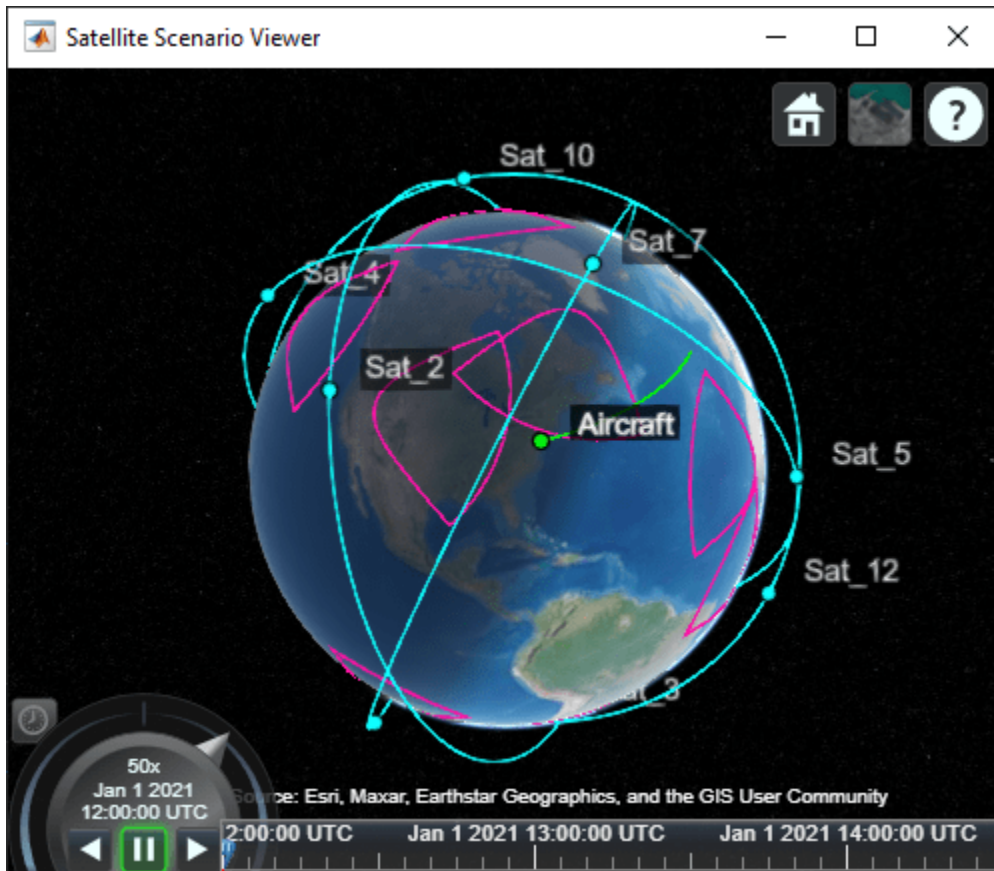 Satellite Scenario Viewer
?
Sat_10
Sat_7
Sat_4
Sat_2
Aircraft
Sat_5
Sat_12
50x
Jan 1 2021
12:00:00 UTC
Source: Esri, Maxar, Earthstar Geographics, and the GIS User Community
2:00:00 UTC Jan 1 2021 13:00:00 UTC Jan 1 2021 14:00:00 UTC